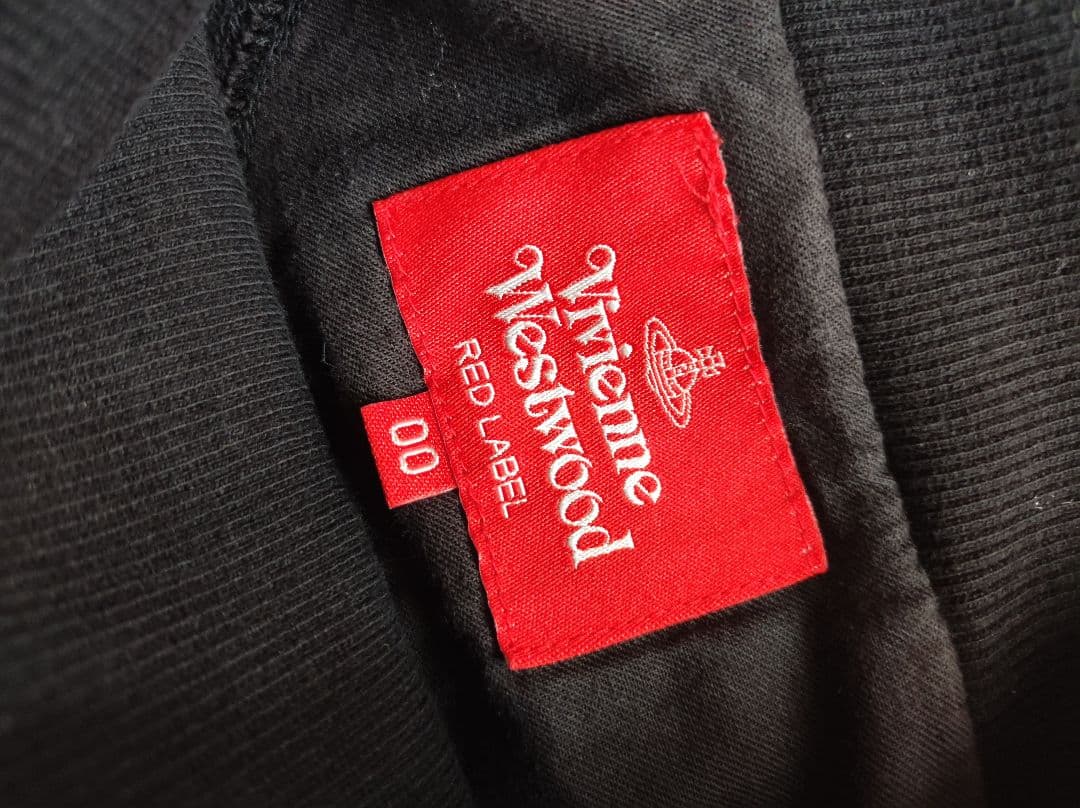 Vivienne
Westwood
RED LABEL
00